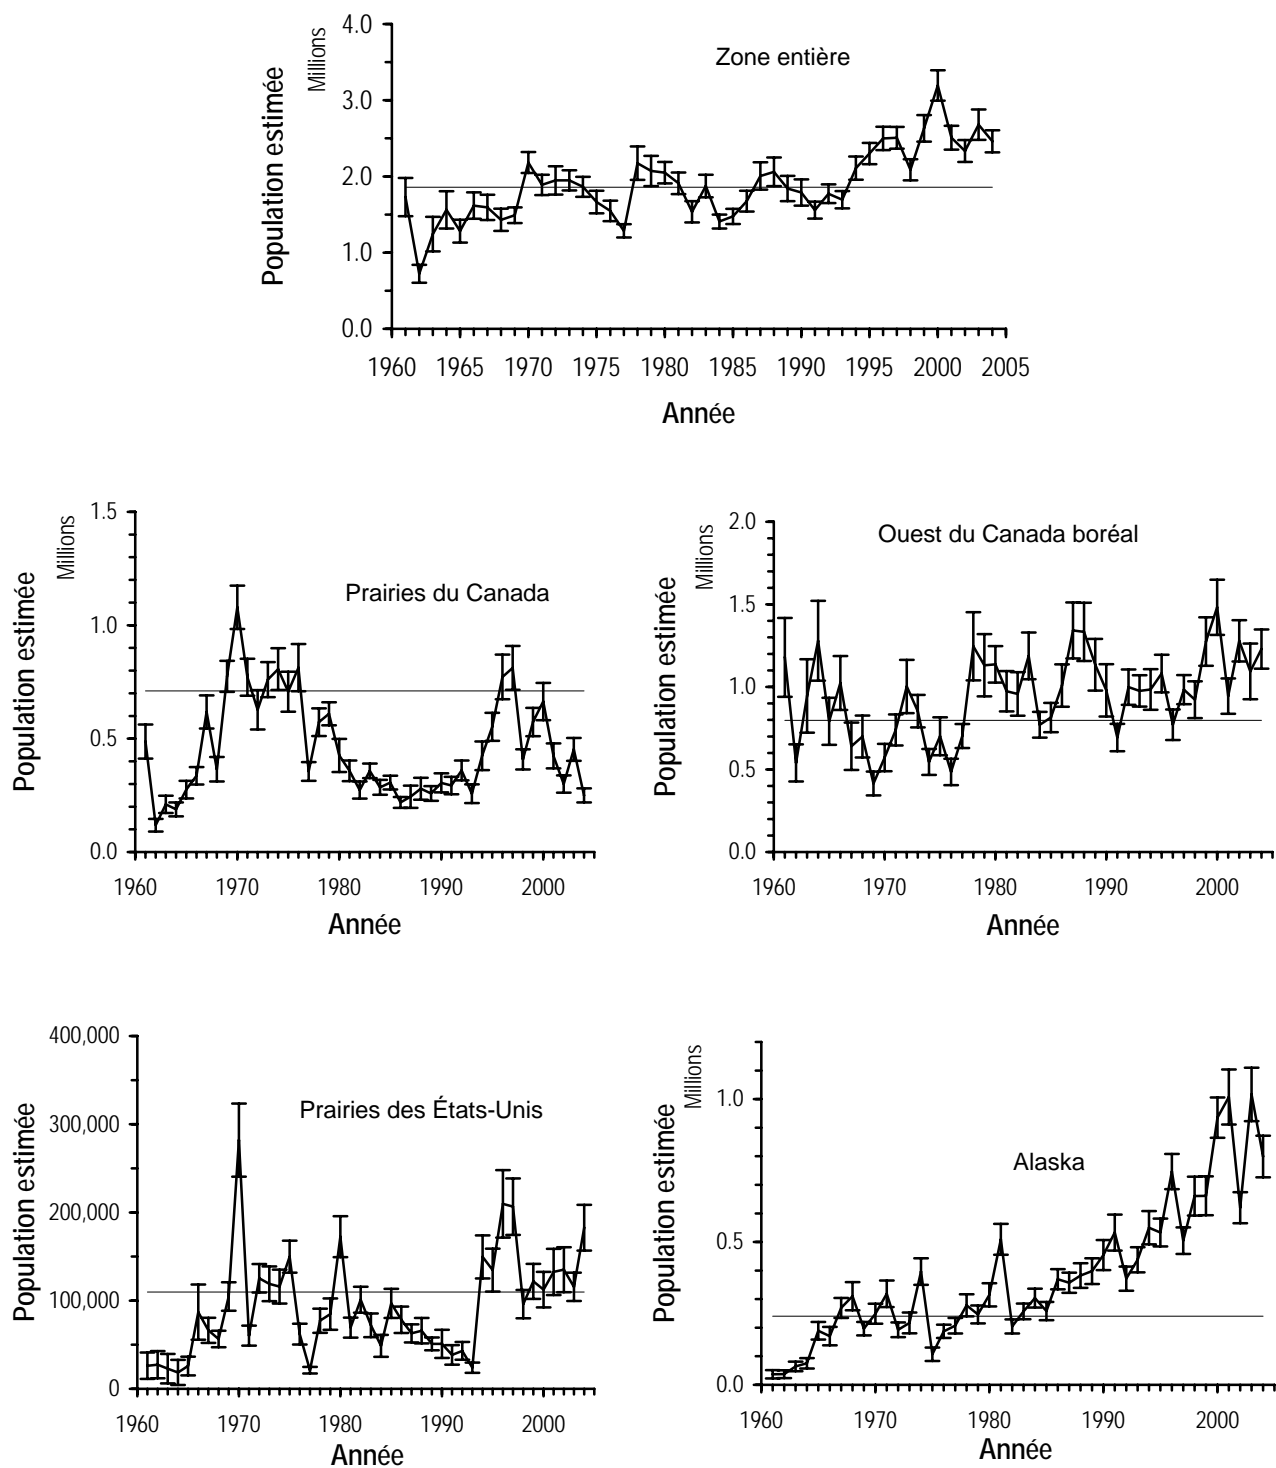 Zone entière
Population estimée
Millions
4.0
3.0
2.0
1.0
0.0
1960 1965 1970 1975 1980 1985 1990 1995 2000 2005
Année
Prairies du Canada
Population estimée
Millions
1.5
1.0
0.5
0.0
1960 1970 1980 1990 2000
Année
Ouest du Canada boréal
Population estimée
Millions
2.0
1.5
1.0
0.5
0.0
1960 1970 1980 1990 2000
Année
Prairies des États-Unis
Population estimée
400,000
300,000
200,000
100,000
0
1960 1970 1980 1990 2000
Année
Alaska
Population estimée
Millions
1.0
0.5
0.0
1960 1970 1980 1990 2000
Année